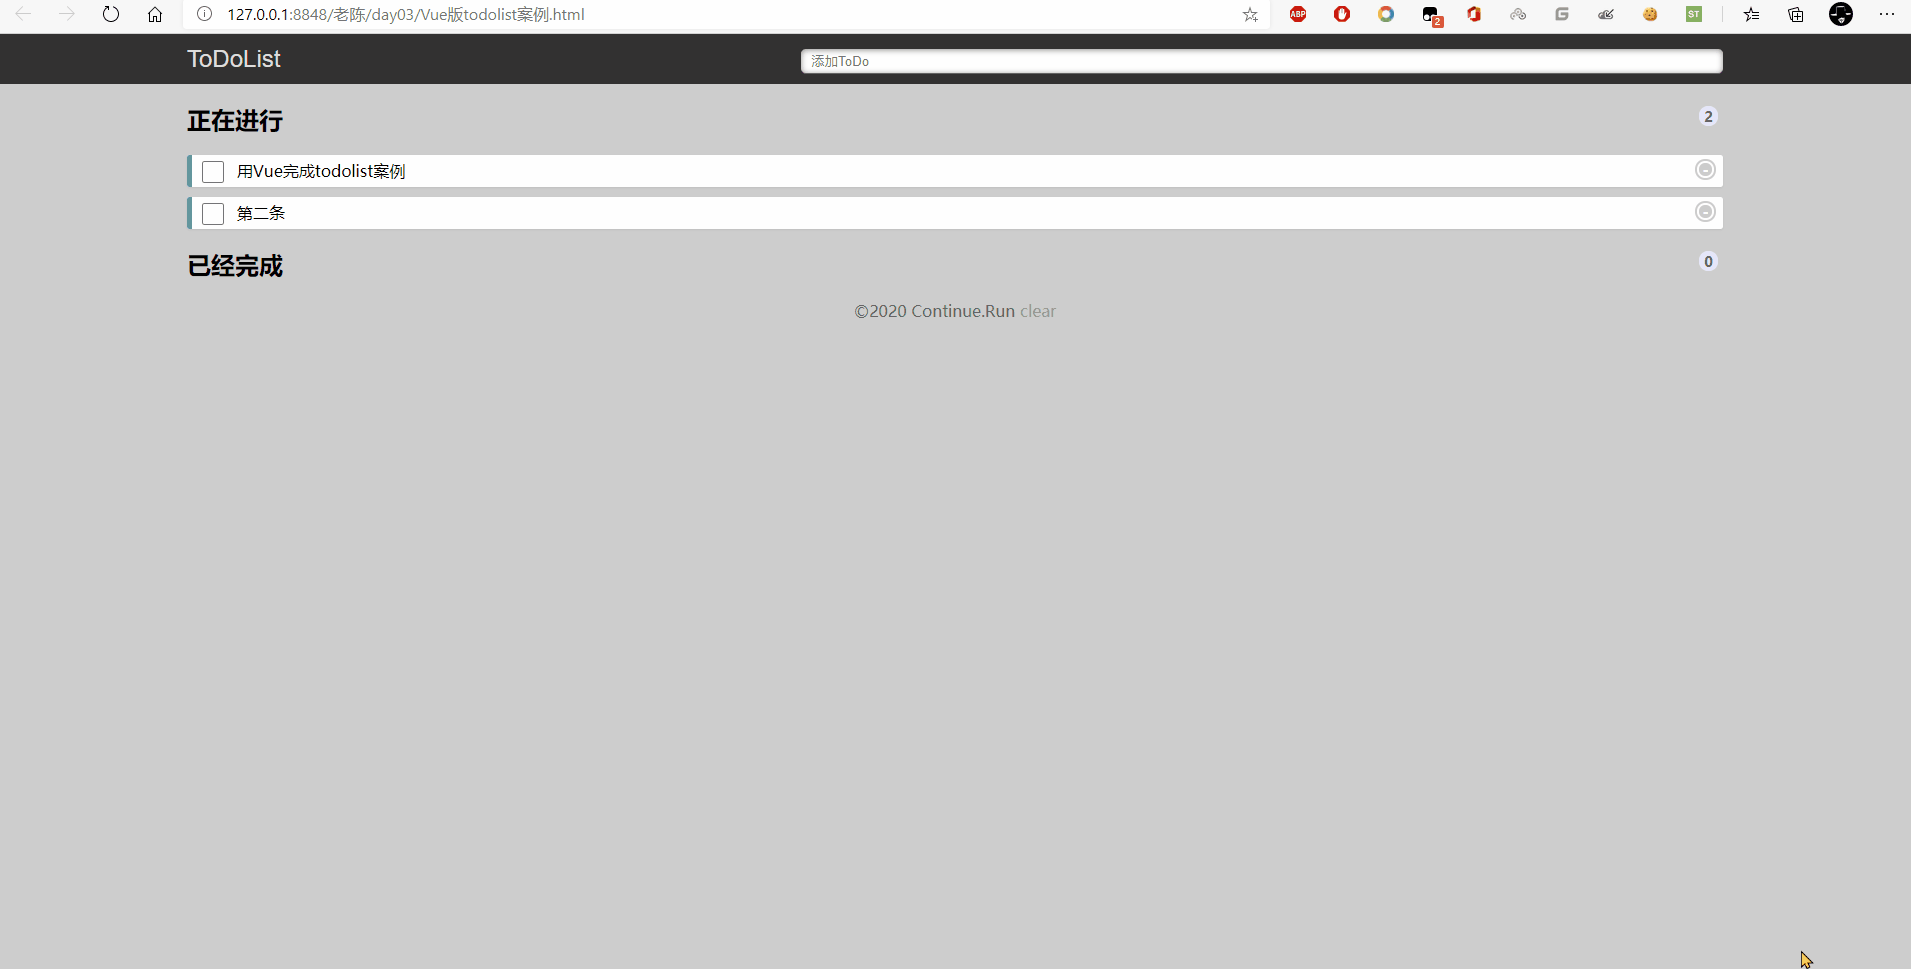 127.0.0.1:8848/老陈/day03/Vue版todolist案例.html
ABP
2
ST
ToDoList
添加ToDo
正在进行
2
用Vue完成todolist案例
第二条
已经完成
0
©2020 Continue.Run clear